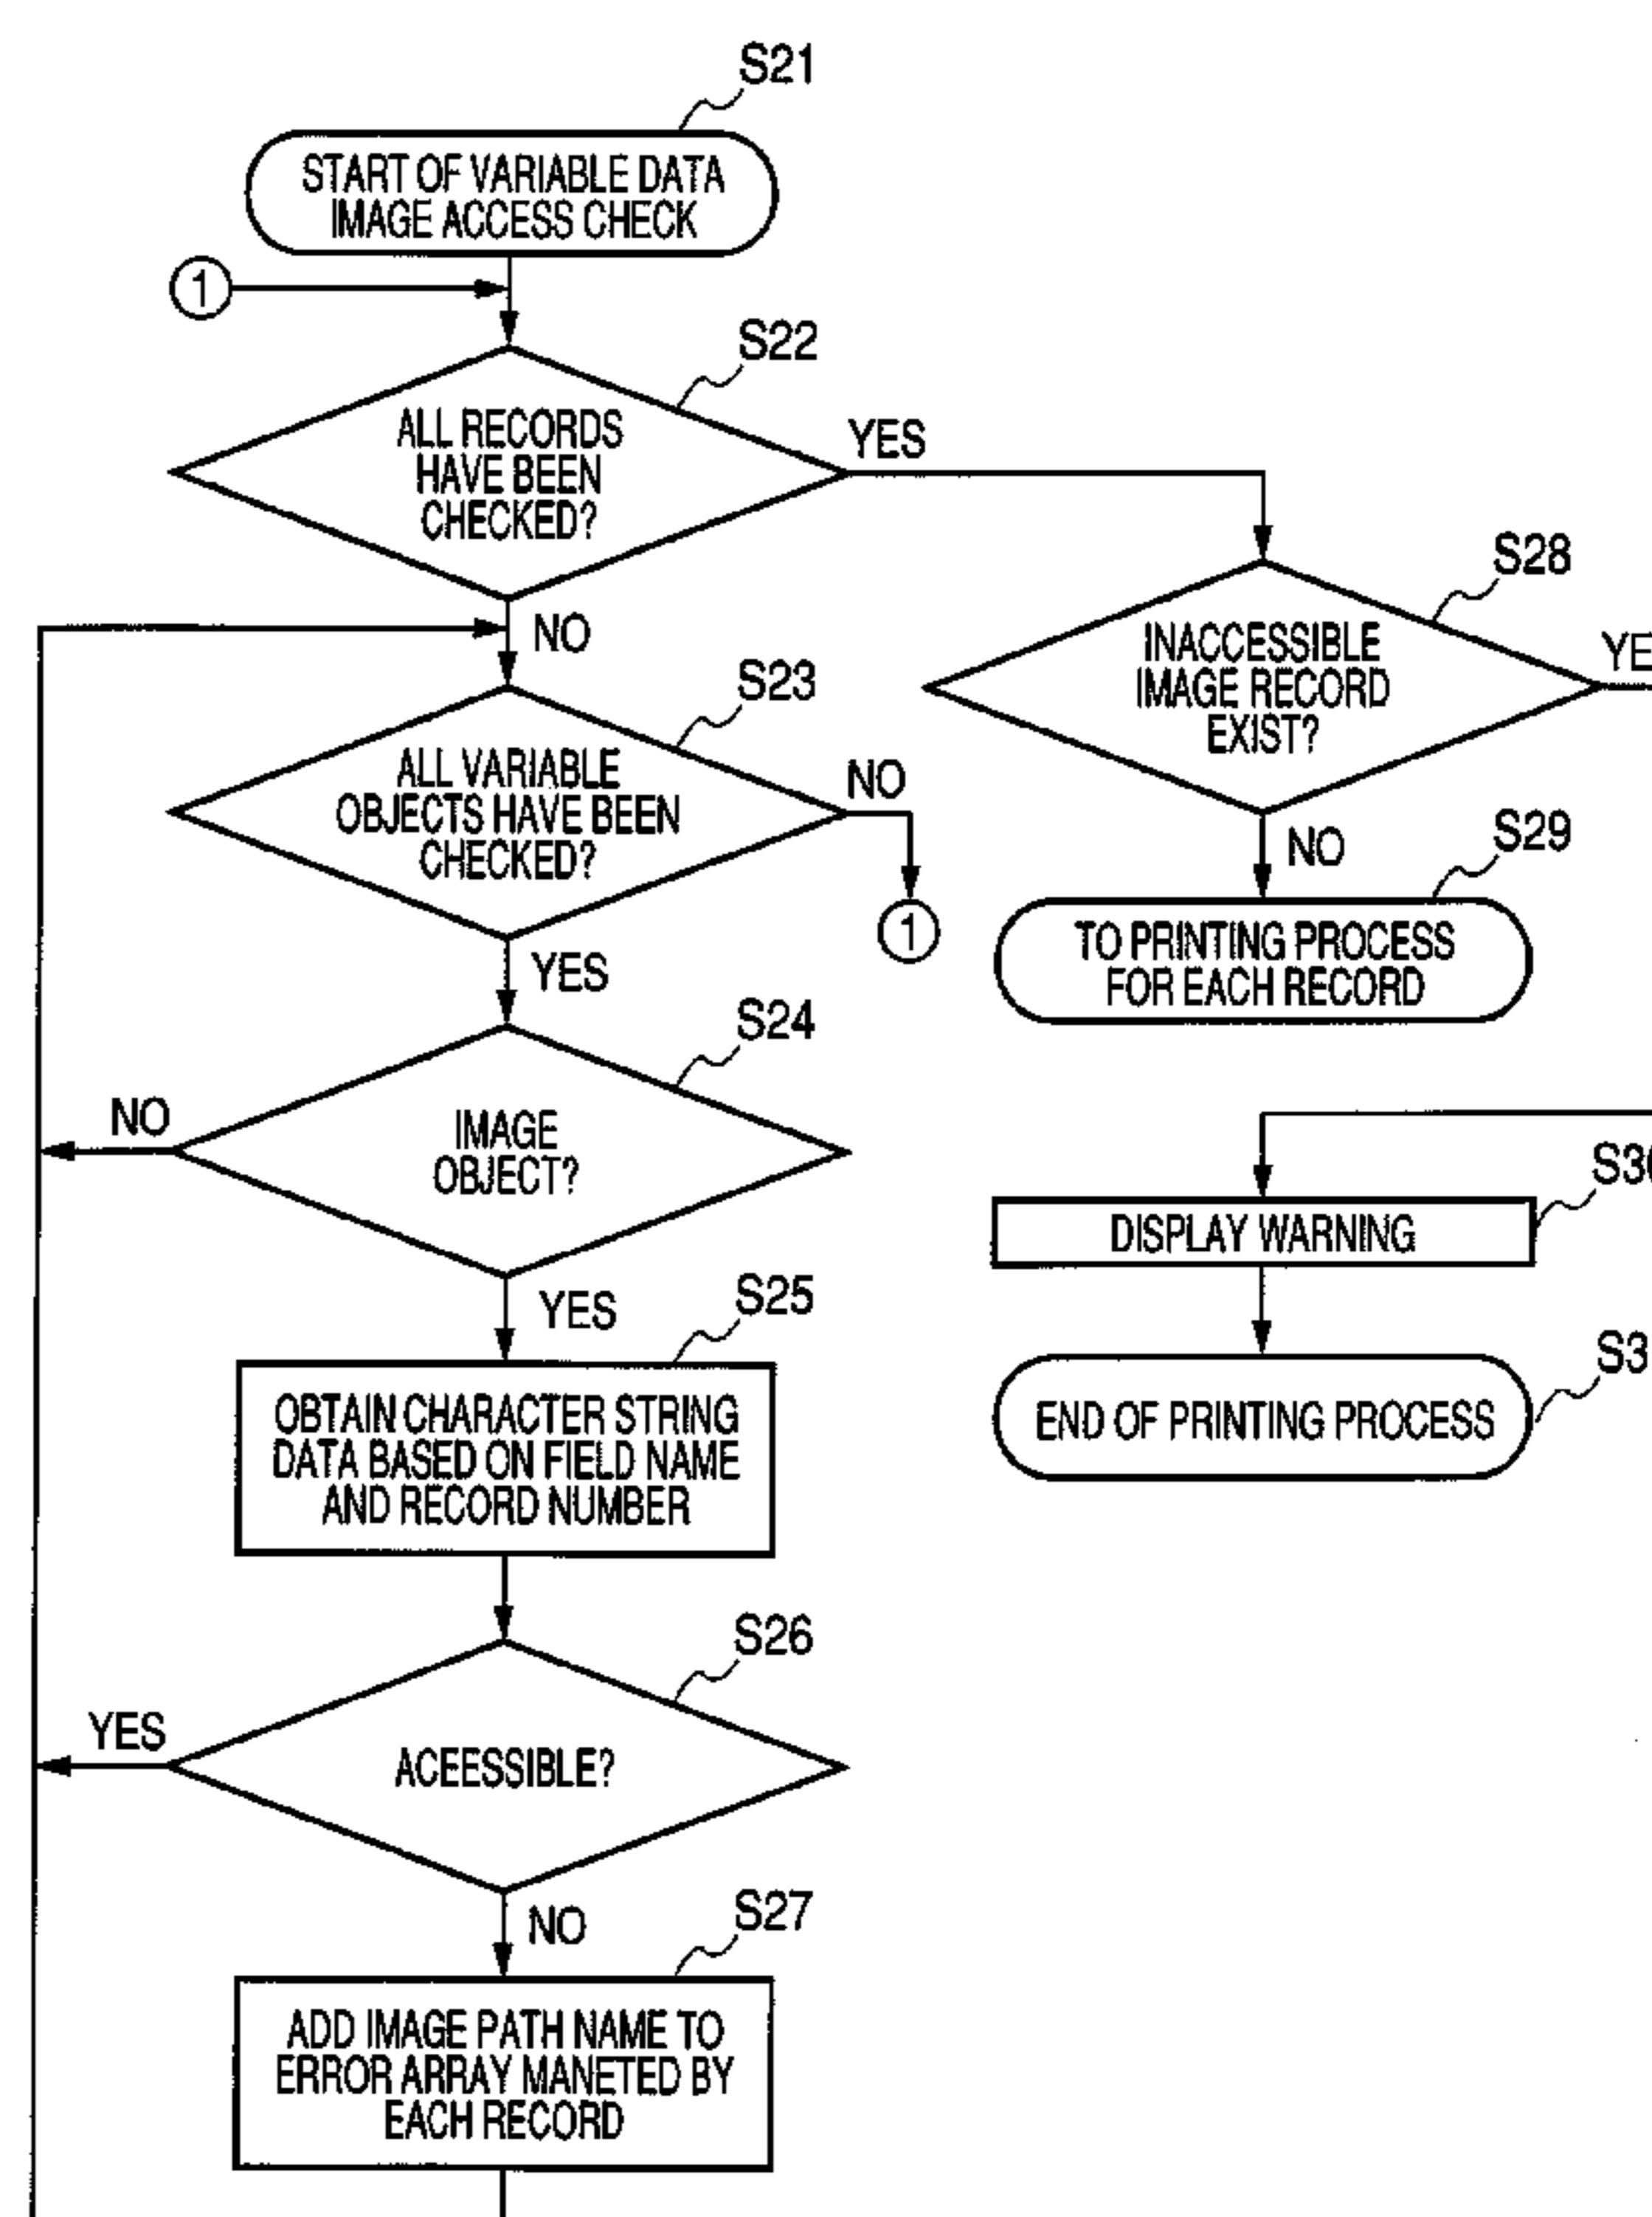 S21
START OF VARIABLE DATA
IMAGE ACCESS CHECK
1
S22
ALL RECORDS
HAVE BEEN
CHECKED?
YES
NO
S23
ALL VARIABLE
OBJECTS HAVE BEEN
CHECKED?
NO
1
YES
S24
IMAGE
OBJECT?
NO
YES
S25
OBTAIN CHARACTER STRING
DATA BASED ON FIELD NAME
AND RECORD NUMBER
S26
ACEESSIBLE?
YES
NO
S27
ADD IMAGE PATH NAME TO
ERROR ARRAY MANETED BY
EACH RECORD
S28
INACCESSIBLE
IMAGE RECORD
EXIST?
YE
NO
S29
TO PRINTING PROCESS
FOR EACH RECORD
S30
DISPLAY WARNING
S3
END OF PRINTING PROCESS